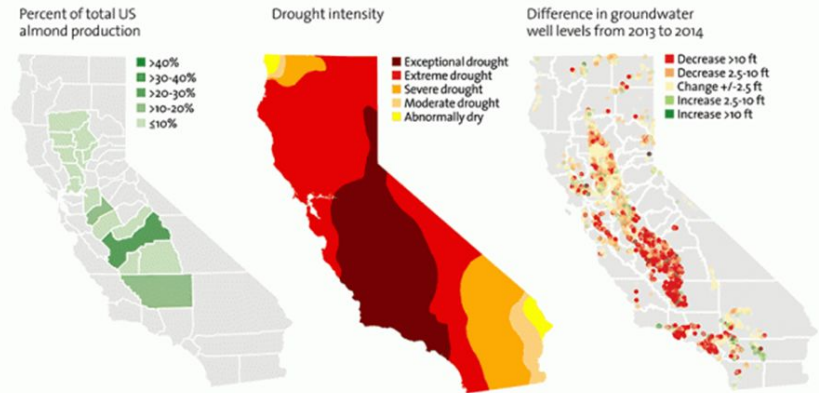 Percent of total US
almond production
>40%
>30-40%
>20-30%
>10-20%
≤10%
Drought intensity
Exceptional drought
Extreme drought
Severe drought
Moderate drought
Abnormally dry
Difference in groundwater
well levels from 2013 to 2014
Decrease >10 ft
Decrease 2.5-10 ft
Change +/-2.5 ft
Increase 2.5-10 ft
Increase >10 ft